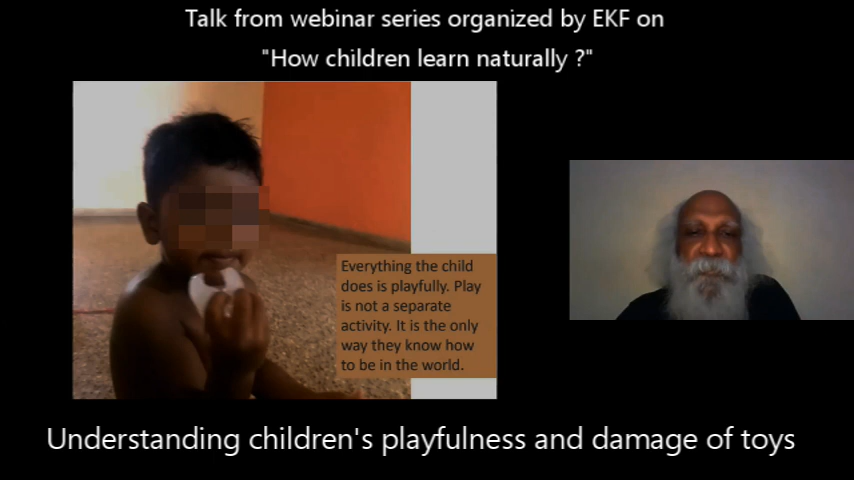 Talk from webinar series organized by EKF on
"How children learn naturally ?"
Everything the child
does is playfully. Play
is not a separate
activity. It is the only
way they know how
to be in the world.
Understanding children's playfulness and damage of toys